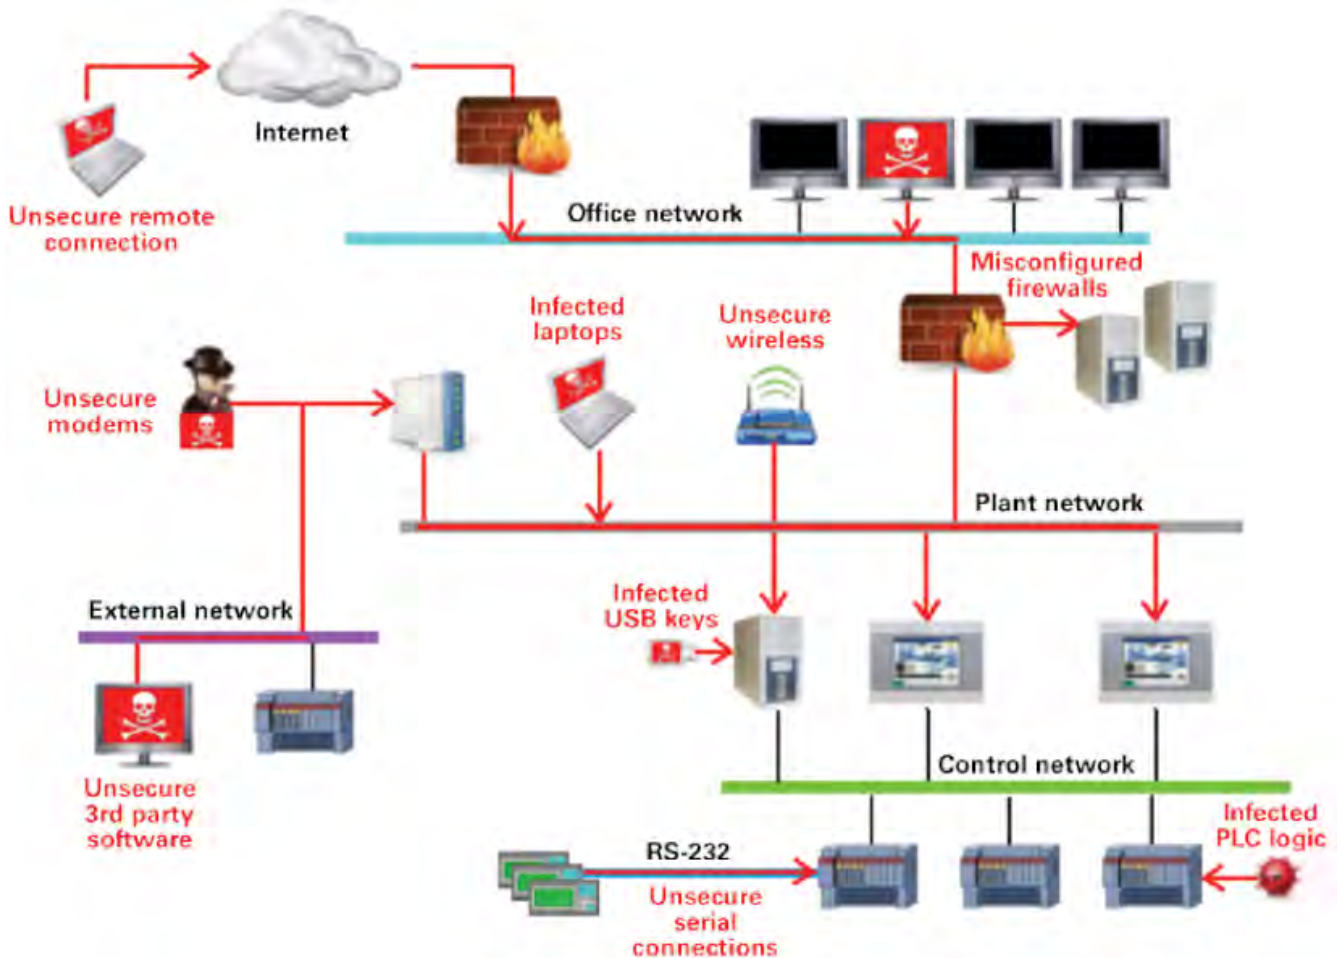 Internet
Unsecure remote
connection
Office network
Misconfigured
firewalls
Infected
laptops
Unsecure
wireless
Unsecure
modems
Plant network
External network
Infected
USB keys
Unsecure
3rd party
software
Control network
RS-232
Unsecure
serial
connections
Infected
PLC logic